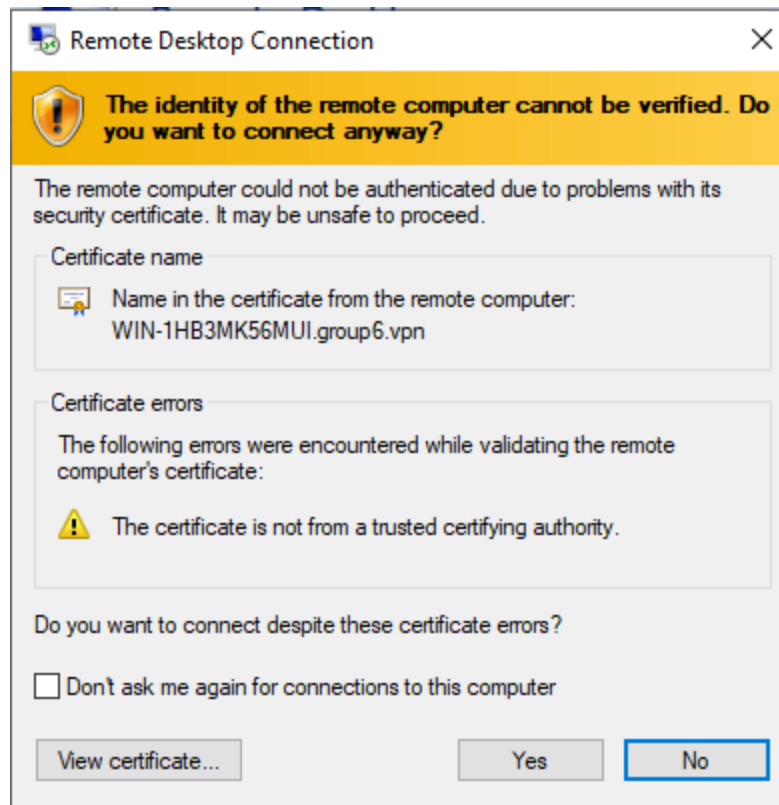 Remote Desktop Connection
The identity of the remote computer cannot be verified. Do
you want to connect anyway?
The remote computer could not be authenticated due to problems with its
security certificate. It may be unsafe to proceed.
Certificate name
Name in the certificate from the remote computer:
WIN-1HB3MK56MUI.group6.vpn
Certificate errors
The following errors were encountered while validating the remote
computer's certificate:
The certificate is not from a trusted certifying authority.
Do you want to connect despite these certificate errors?
Don't ask me again for connections to this computer
View certificate...
Yes
No